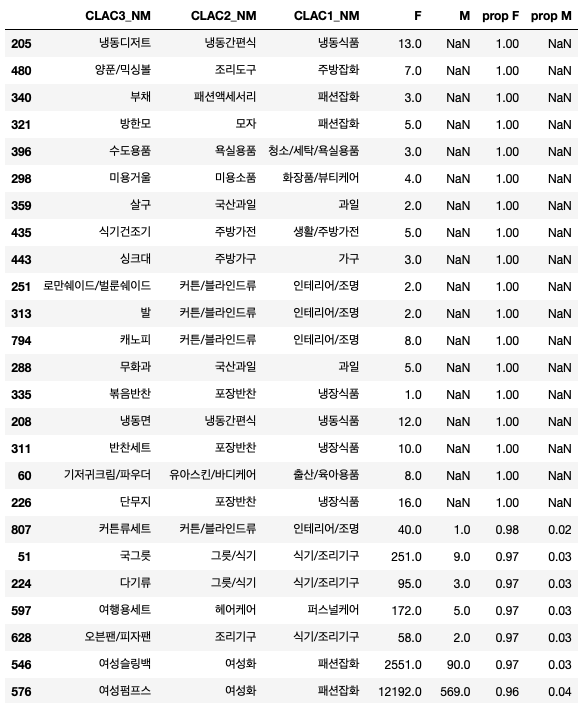 CLAC3_NM CLAC2_NM CLAC1_NM F M prop F prop M
205 냉동디저트 냉동간편식 냉동식품 13.0 NaN 1.00 NaN
480 양푼/믹싱볼 조리도구 주방잡화 7.0 NaN 1.00 NaN
340 부채 패션액세서리 패션잡화 3.0 NaN 1.00 NaN
321 방한모 모자 패션잡화 5.0 NaN 1.00 NaN
396 수도용품 욕실용품 청소/세탁/욕실용품 3.0 NaN 1.00 NaN
298 미용거울 미용소품 화장품/뷰티케어 4.0 NaN 1.00 NaN
359 살구 국산과일 과일 2.0 NaN 1.00 NaN
435 식기건조기 주방가전 생활/주방가전 5.0 NaN 1.00 NaN
443 싱크대 주방가구 가구 3.0 NaN 1.00 NaN
251 로만쉐이드/벌룬쉐이드 커튼/블라인드류 인테리어/조명 2.0 NaN 1.00 NaN
313 발 커튼/블라인드류 인테리어/조명 2.0 NaN 1.00 NaN
794 캐노피 커튼/블라인드류 인테리어/조명 8.0 NaN 1.00 NaN
288 무화과 국산과일 과일 5.0 NaN 1.00 NaN
335 볶음반찬 포장반찬 냉장식품 1.0 NaN 1.00 NaN
208 냉동면 냉동간편식 냉동식품 12.0 NaN 1.00 NaN
311 반찬세트 포장반찬 냉장식품 10.0 NaN 1.00 NaN
60 기저귀크림/파우더 유아스킨/바디케어 출산/육아용품 8.0 NaN 1.00 NaN
226 단무지 포장반찬 냉장식품 16.0 NaN 1.00 NaN
807 커튼류세트 커튼/블라인드류 인테리어/조명 40.0 1.0 0.98 0.02
51 국그릇 그릇/식기 식기/조리기구 251.0 9.0 0.97 0.03
224 다기류 그릇/식기 식기/조리기구 95.0 3.0 0.97 0.03
597 여행용세트 헤어케어 퍼스널케어 172.0 5.0 0.97 0.03
628 오븐팬/피자팬 조리기구 식기/조리기구 58.0 2.0 0.97 0.03
546 여성슬링백 여성화 패션잡화 2551.0 90.0 0.97 0.03
576 여성펌프스 여성화 패션잡화 12192.0 569.0 0.96 0.04